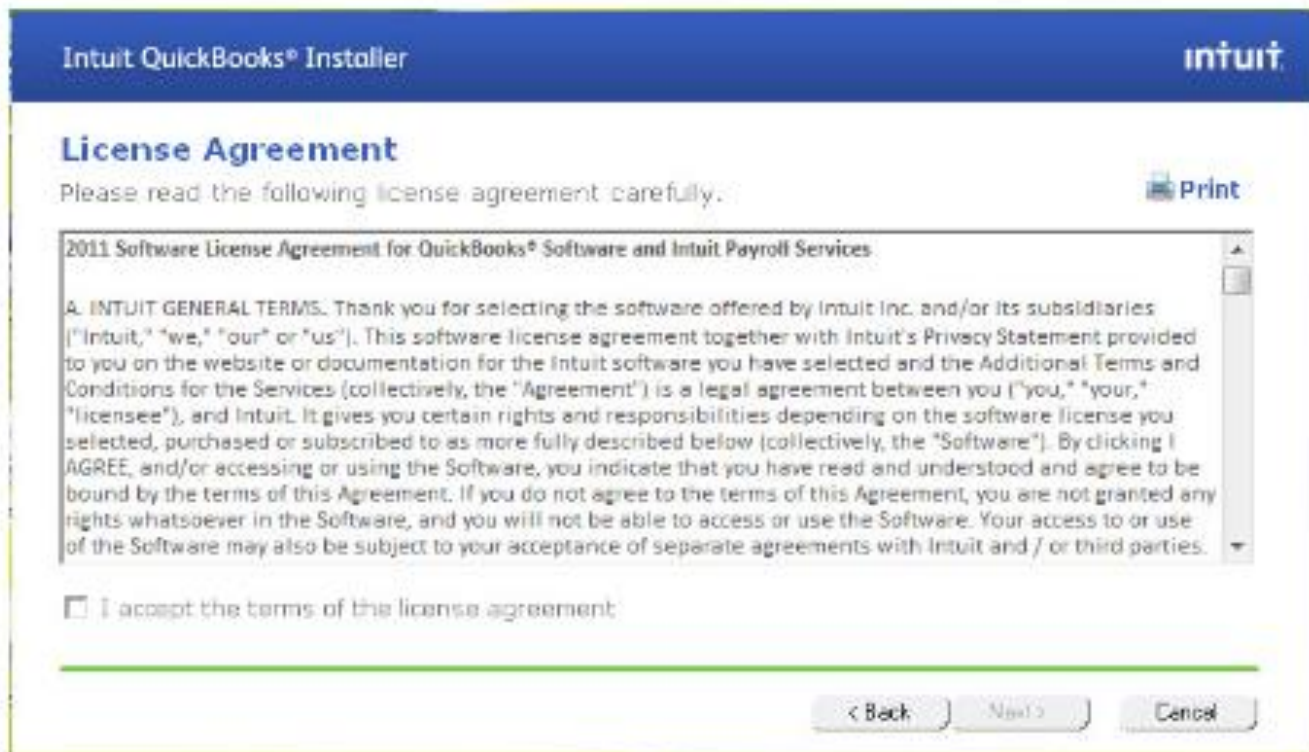 Intuit QuickBooks® Installer
intuit.
License Agreement
Please read the following license agreement carefully.
Print
2011 Software License Agreement for QuickBooks® Software and Intuit Payroll Services
A. INTUIT GENERAL TERMS. Thank you for selecting the software offered by Intuit Inc. and/or its subsidiaries
("Intuit," "we," "our" or "us"). This software license agreement together with Intuit's Privacy Statement provided
to you on the website or documentation for the Intuit software you have selected and the Additional Terms and
Conditions for the Services (collectively, the "Agreement") is a legal agreement between you ("you," "your,"
"licensee"), and Intuit. It gives you certain rights and responsibilities depending on the software license you
selected, purchased or subscribed to as more fully described below (collectively, the "Software"). By clicking I
AGREE, and/or accessing or using the Software, you indicate that you have read and understood and agree to be
bound by the terms of this Agreement. If you do not agree to the terms of this Agreement, you are not granted any
rights whatsoever in the Software, and you will not be able to access or use the Software. Your access to or use
of the Software may also be subject to your acceptance of separate agreements with Intuit and / or third parties.
I accept the terms of the license agreement
< Back
Next >
Cancel